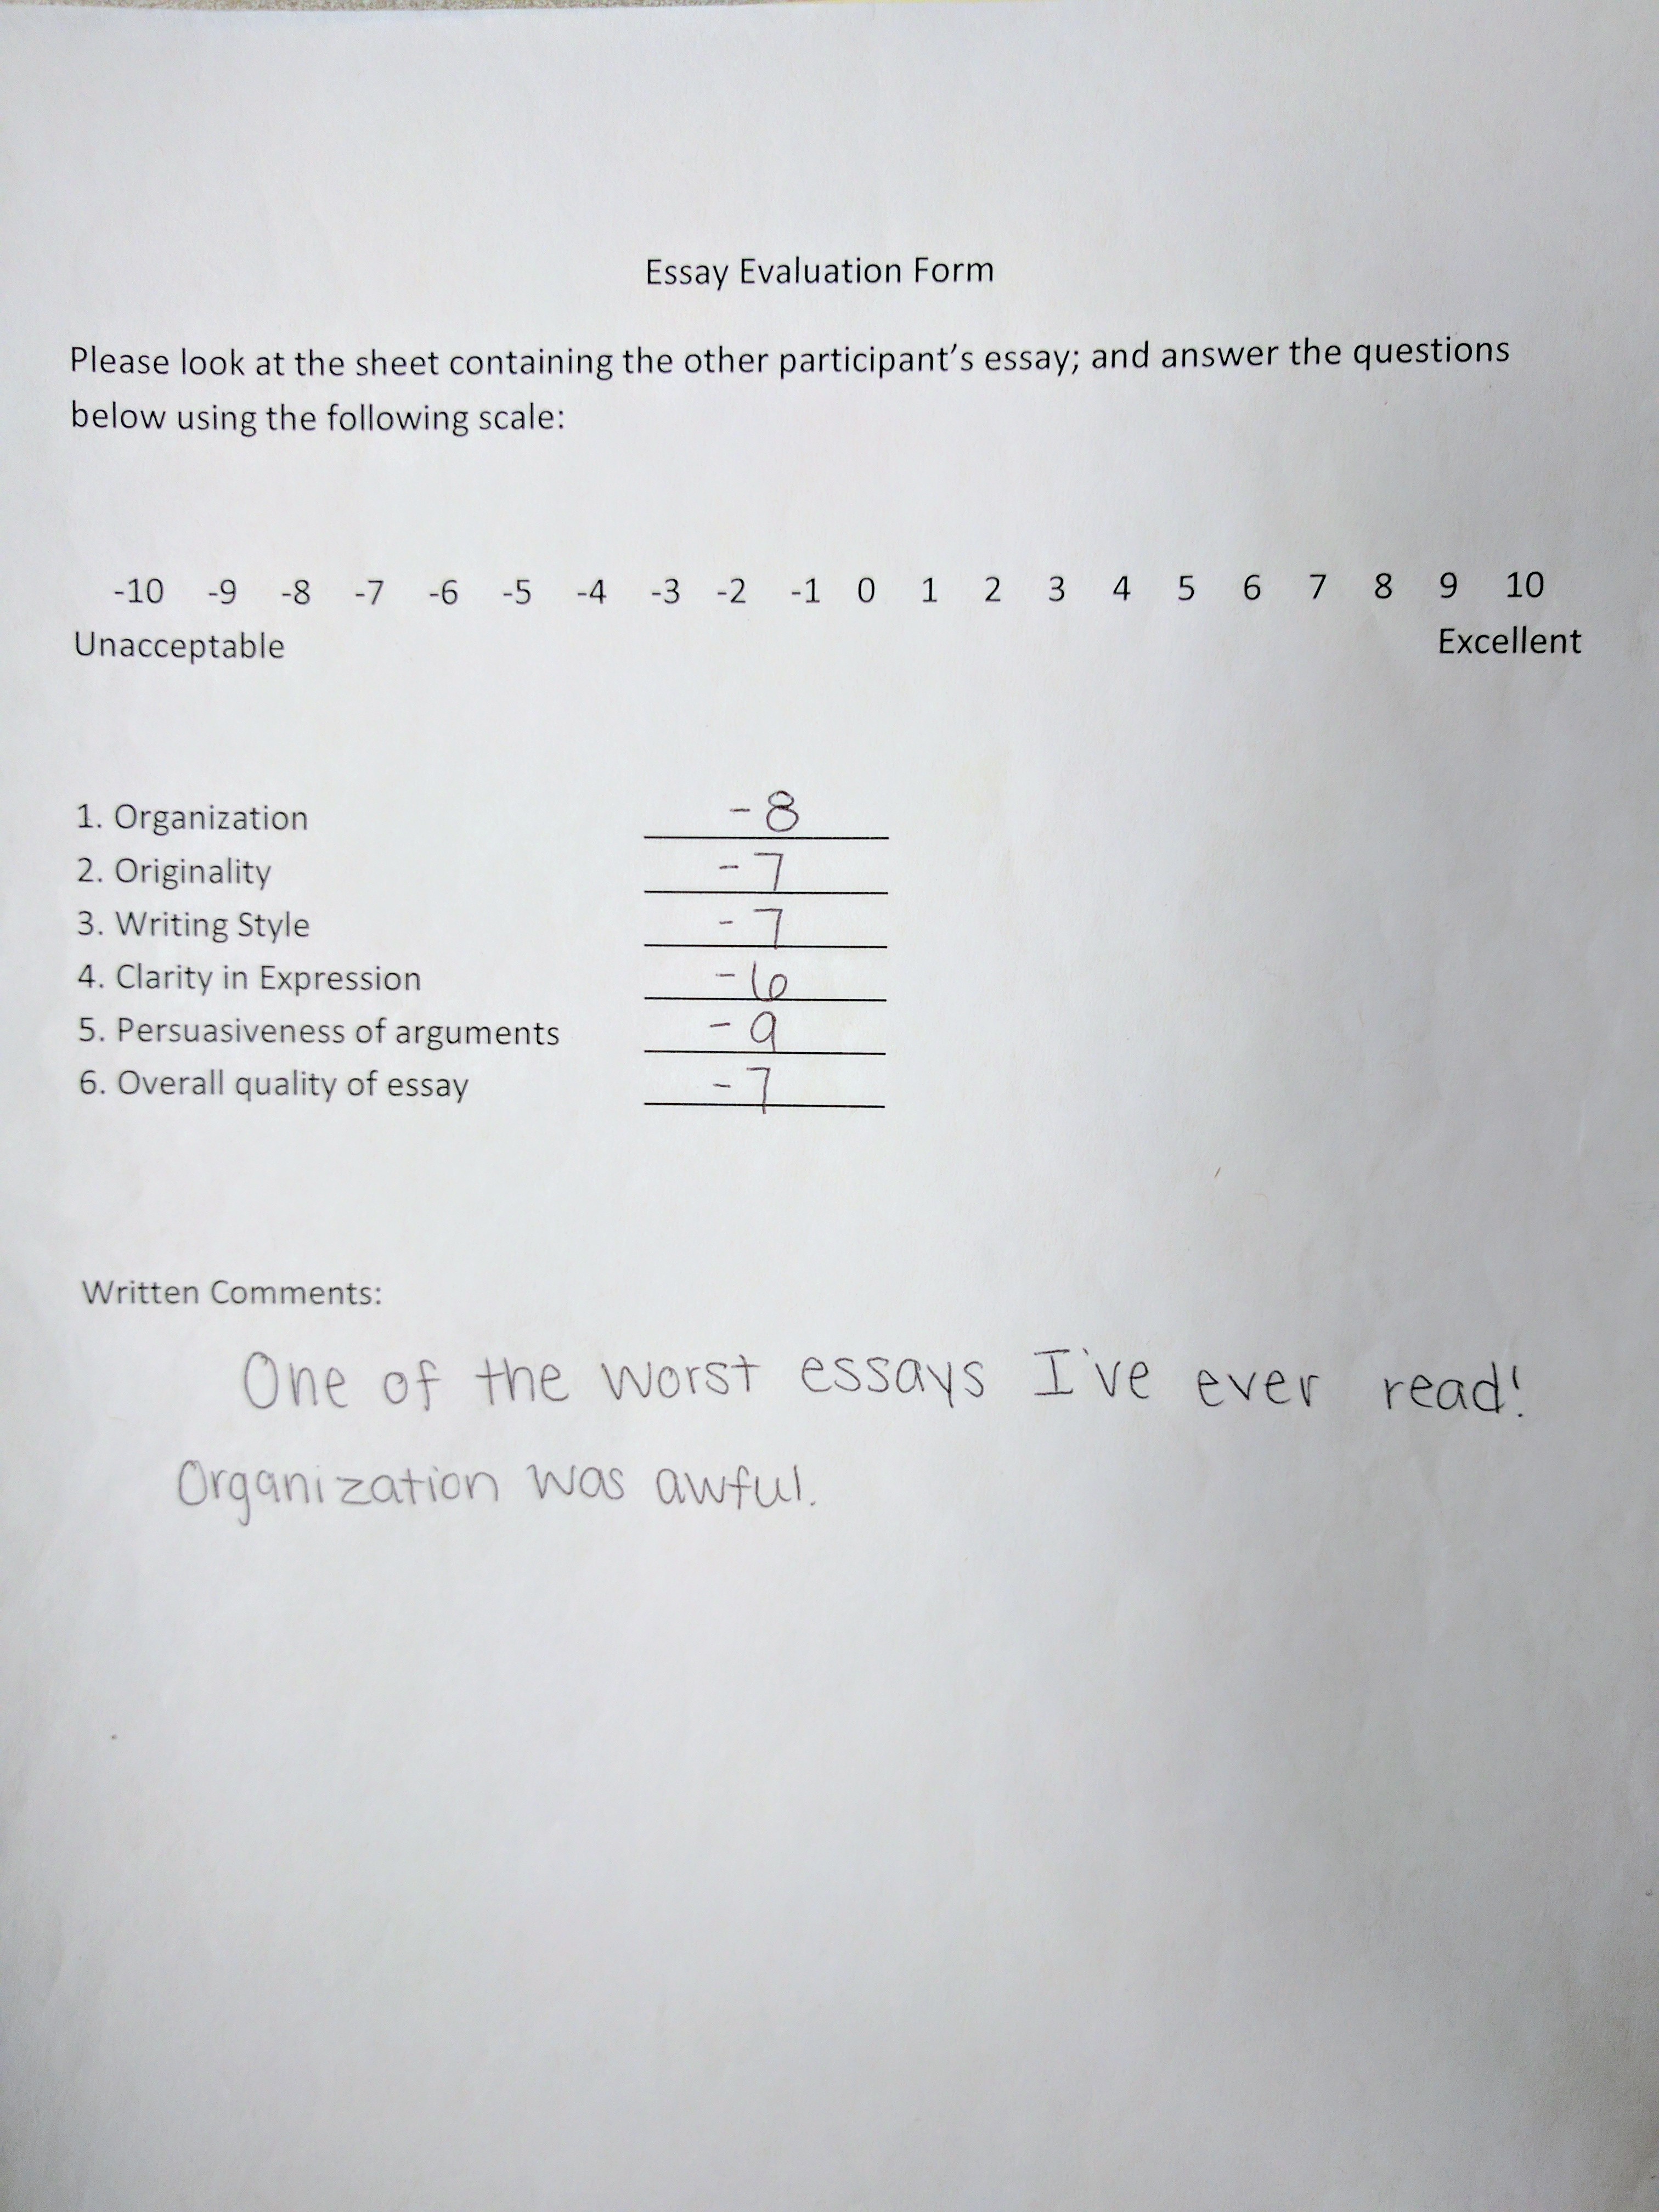 Essay Evaluation Form
Please look at the sheet containing the other participant's essay; and answer the questions
below using the following scale:
-10 -9 -8 -7 -6 -5 -4 -3 -2 -1 0 1 2 3 4 5 6 7 8 9 10
Unacceptable Excellent
1. Organization -8
2. Originality -7
3. Writing Style -7
4. Clarity in Expression -6
5. Persuasiveness of arguments -9
6. Overall quality of essay -7
Written Comments:
One of the worst essays I've ever read!
Organization was awful.